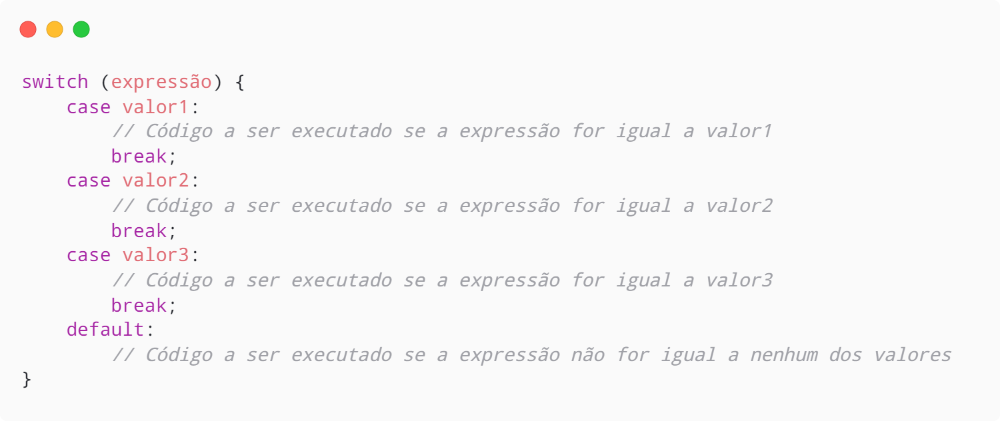 switch (expressão) {
    case valor1:
        // Código a ser executado se a expressão for igual a valor1
        break;
    case valor2:
        // Código a ser executado se a expressão for igual a valor2
        break;
    case valor3:
        // Código a ser executado se a expressão for igual a valor3
        break;
    default:
        // Código a ser executado se a expressão não for igual a nenhum dos valores
}